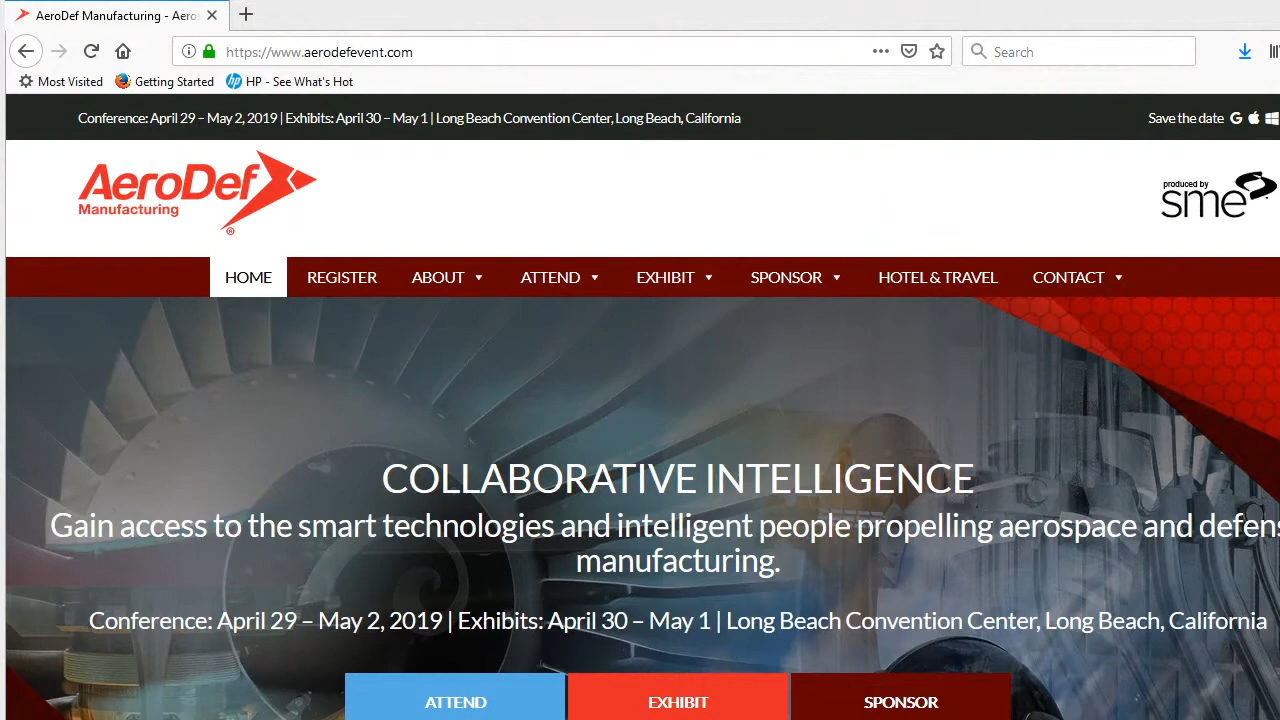 AeroDef Manufacturing - Aeros
https://www.aerodefevent.com
Search
Most Visited
Getting Started
HP - See What's Hot
Conference: April 29 – May 2, 2019 | Exhibits: April 30 – May 1 | Long Beach Convention Center, Long Beach, California
Save the date
AeroDef
Manufacturing
®
produced by
sme
HOME
REGISTER
ABOUT
ATTEND
EXHIBIT
SPONSOR
HOTEL & TRAVEL
CONTACT
COLLABORATIVE INTELLIGENCE
Gain access to the smart technologies and intelligent people propelling aerospace and defens
manufacturing.
Conference: April 29 – May 2, 2019 | Exhibits: April 30 – May 1 | Long Beach Convention Center, Long Beach, California
ATTEND
EXHIBIT
SPONSOR